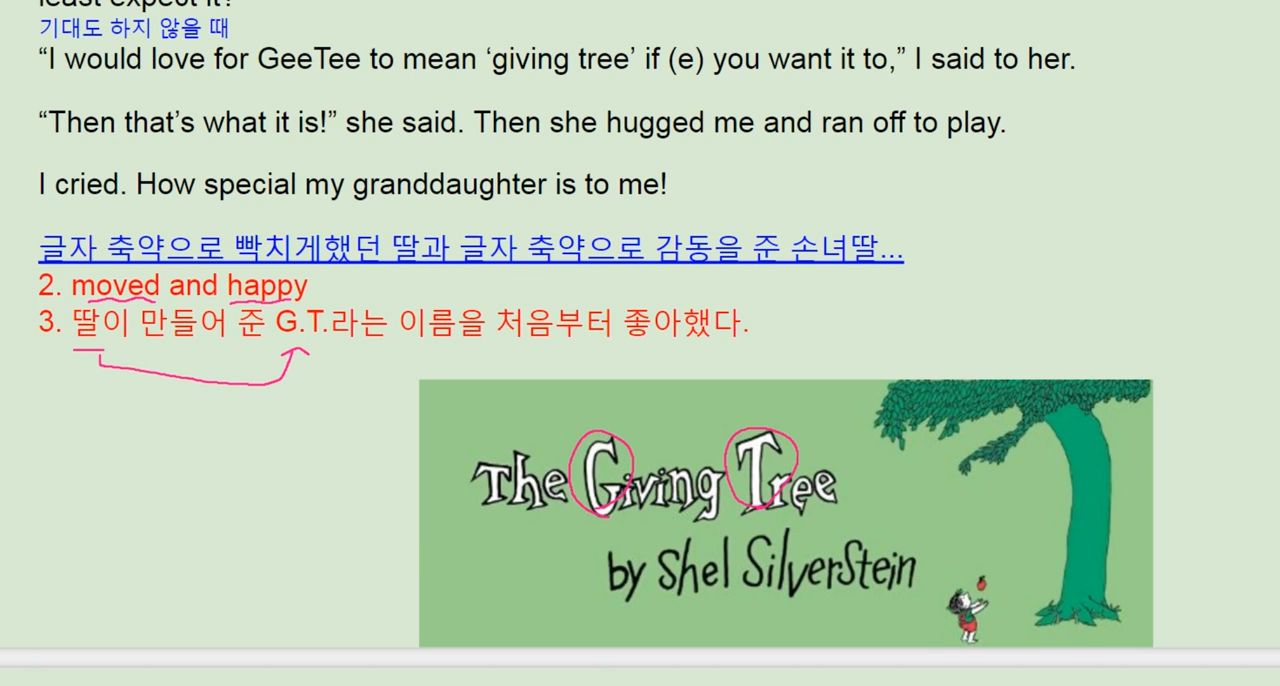 기대도 하지 않을 때
“I would love for GeeTee to mean ‘giving tree’ if (e) you want it to,” I said to her.
“Then that’s what it is!” she said. Then she hugged me and ran off to play.
I cried. How special my granddaughter is to me!
글자 축약으로 빡치게했던 딸과 글자 축약으로 감동을 준 손녀딸...
2. moved and happy
3. 딸이 만들어 준 G.T.라는 이름을 처음부터 좋아했다.
The Giving Tree
by Shel Silverstein